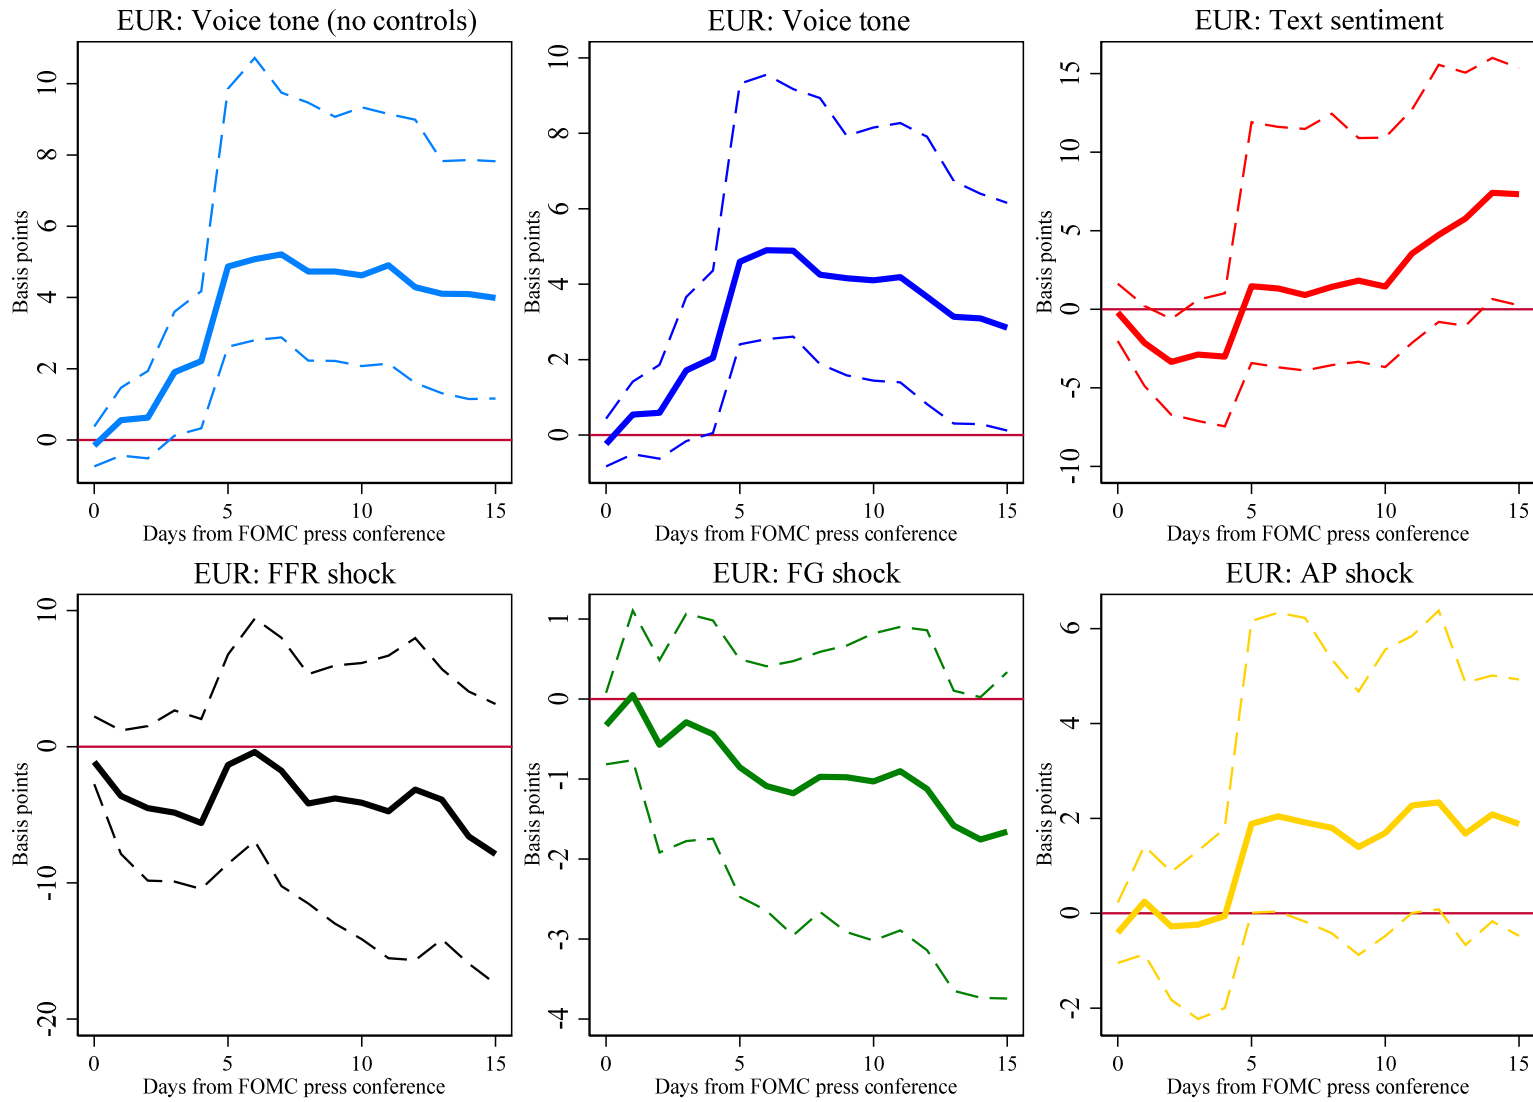 EUR: Voice tone (no controls)
Basis points
10
8
6
4
2
0
0 5 10 15
Days from FOMC press conference
EUR: Voice tone
Basis points
10
8
6
4
2
0
0 5 10 15
Days from FOMC press conference
EUR: Text sentiment
Basis points
15
10
5
0
-5
-10
0 5 10 15
Days from FOMC press conference
EUR: FFR shock
Basis points
10
0
-10
-20
0 5 10 15
Days from FOMC press conference
EUR: FG shock
Basis points
1
0
-1
-2
-3
-4
0 5 10 15
Days from FOMC press conference
EUR: AP shock
Basis points
6
4
2
0
-2
0 5 10 15
Days from FOMC press conference